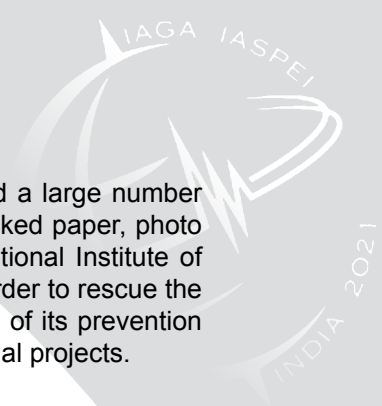 IAGA IASPEI
INDIA 2021
d a large number
ked paper, photo
tional Institute of
rder to rescue the
of its prevention
al projects.